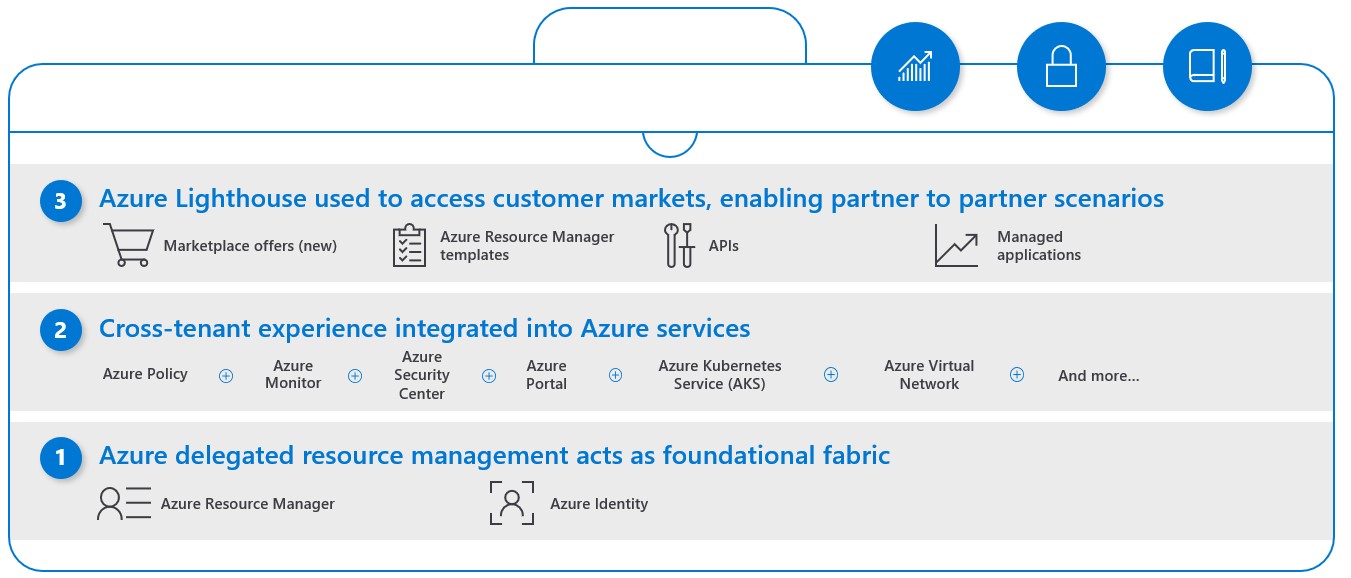 3
Azure Lighthouse used to access customer markets, enabling partner to partner scenarios
Marketplace offers (new)
Azure Resource Manager
templates
APIs
Managed
applications
2
Cross-tenant experience integrated into Azure services
Azure Policy
Azure
Monitor
Azure
Security
Center
Azure
Portal
Azure Kubernetes
Service (AKS)
Azure Virtual
Network
And more...
1
Azure delegated resource management acts as foundational fabric
Azure Resource Manager
Azure Identity